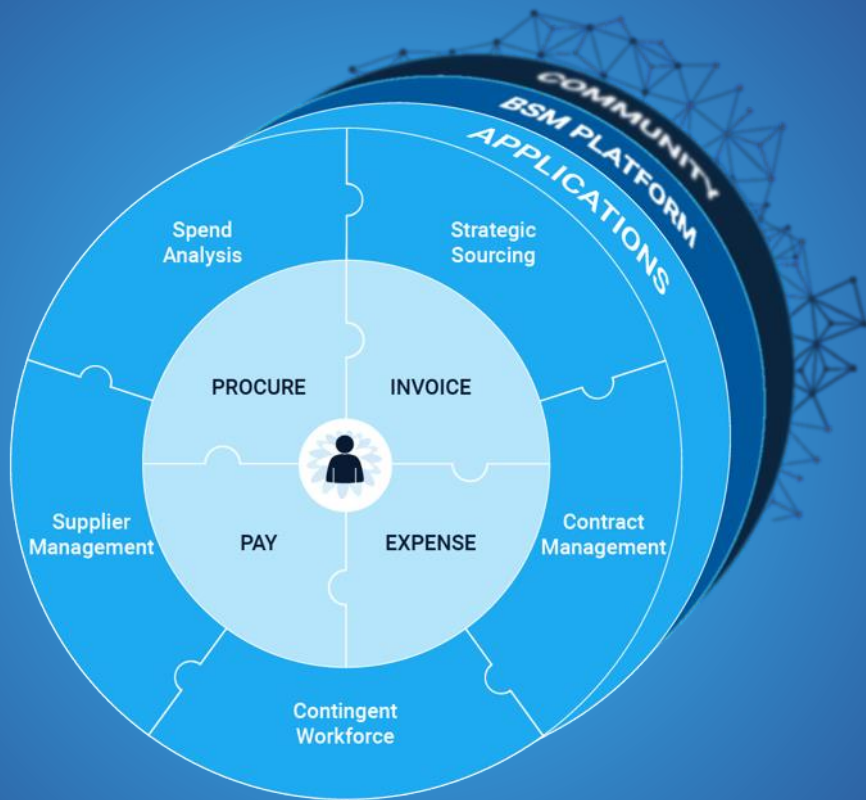 COMMUNITY
BSM PLATFORM
APPLICATIONS
Spend
Analysis
Strategic
Sourcing
PROCURE
INVOICE
Supplier
Management
PAY
EXPENSE
Contract
Management
Contingent
Workforce